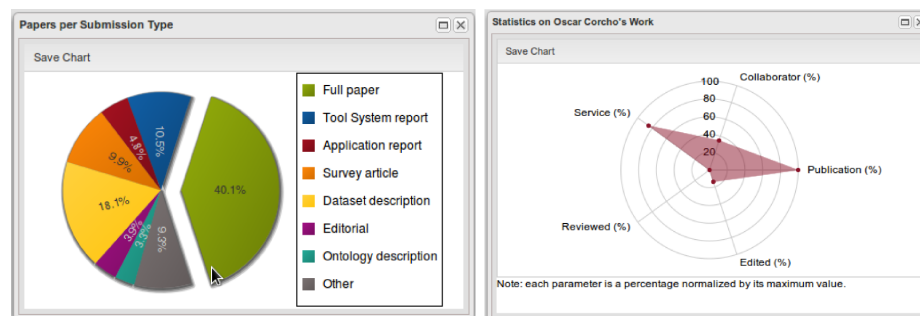 Papers per Submission Type
Save Chart
40.1%
10.5%
4.8%
9.9%
18.1%
3.9%
3.3%
9.3%
Full paper
Tool System report
Application report
Survey article
Dataset description
Editorial
Ontology description
Other
Statistics on Oscar Corcho's Work
Save Chart
100
80
60
40
20
Collaborator (%)
Service (%)
Publication (%)
Reviewed (%)
Edited (%)
Note: each parameter is a percentage normalized by its maximum value.